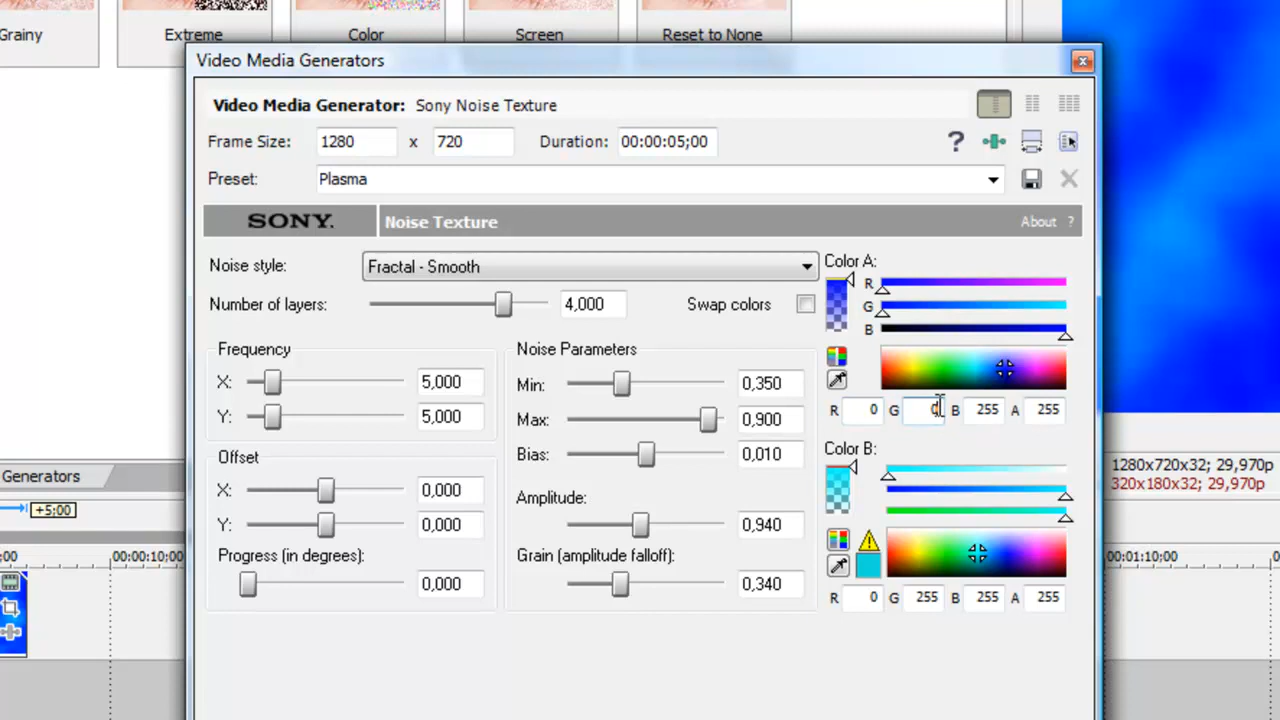 Grainy
Extreme
Color
Screen
Reset to None
Video Media Generators
Video Media Generator: Sony Noise Texture
Frame Size: 1280 x 720 Duration: 00:00:05;00
Preset: Plasma
SONY. Noise Texture About ?
Noise style: Fractal - Smooth
Number of layers: 4,000 Swap colors
Frequency
X: 5,000
Y: 5,000
Offset
X: 0,000
Y: 0,000
Progress (in degrees):
0,000
Noise Parameters
Min: 0,350
Max: 0,900
Bias: 0,010
Amplitude:
0,940
Grain (amplitude falloff):
0,340
Color A:
R
G
B
R 0 G 0 B 255 A 255
Color B:
R 0 G 255 B 255 A 255
Generators
+5:00
;00
00:00:10;00
1280x720x32; 29,970p
320x180x32; 29,970p
00:01:10;00